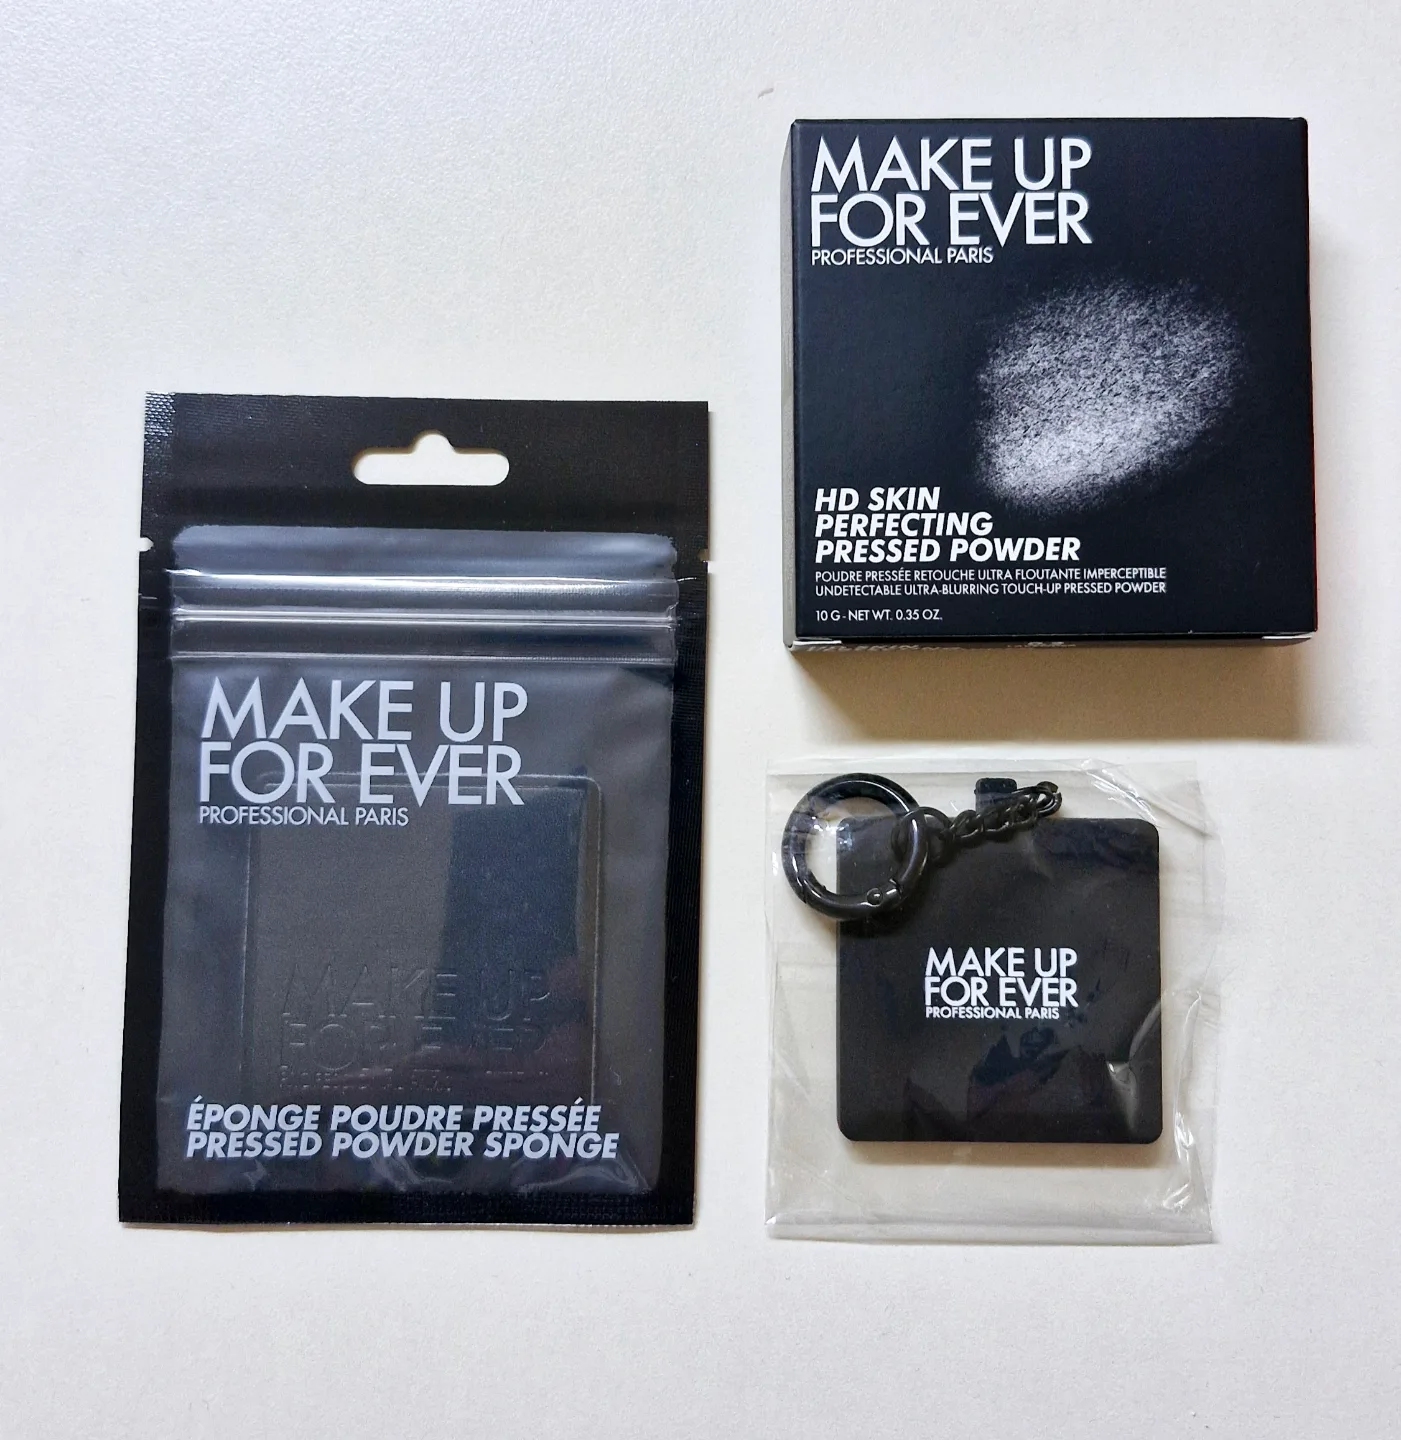 MAKE UP
FOR EVER
PROFESSIONAL PARIS
HD SKIN
PERFECTING
PRESSED POWDER
POUDRE PRESSÉE RETOUCHE ULTRA FLOUTANTE IMPERCEPTIBLE
UNDETECTABLE ULTRA-BLURRING TOUCH-UP PRESSED POWDER
10 G - NET WT. 0.35 OZ.
MAKE UP
FOR EVER
PROFESSIONAL PARIS
MAKE UP
FOR EVER
ÉPONGE POUDRE PRESSÉE
PRESSED POWDER SPONGE
MAKE UP
FOR EVER
PROFESSIONAL PARIS